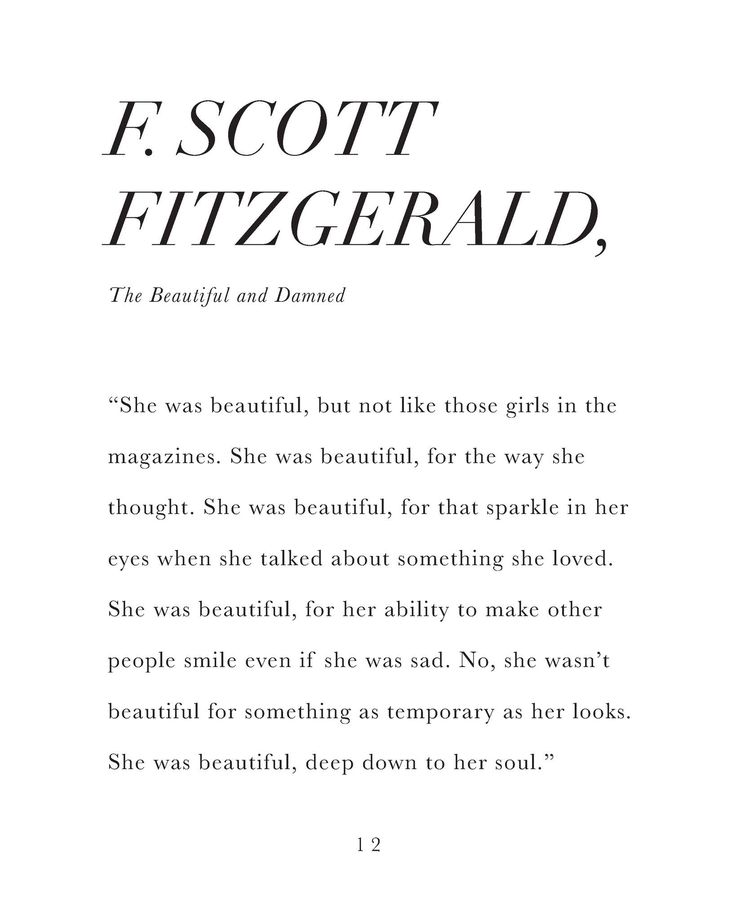 F. SCOTT
FITZGERALD,
The Beautiful and Damned
“She was beautiful, but not like those girls in the
magazines. She was beautiful, for the way she
thought. She was beautiful, for that sparkle in her
eyes when she talked about something she loved.
She was beautiful, for her ability to make other
people smile even if she was sad. No, she wasn’t
beautiful for something as temporary as her looks.
She was beautiful, deep down to her soul.”
12